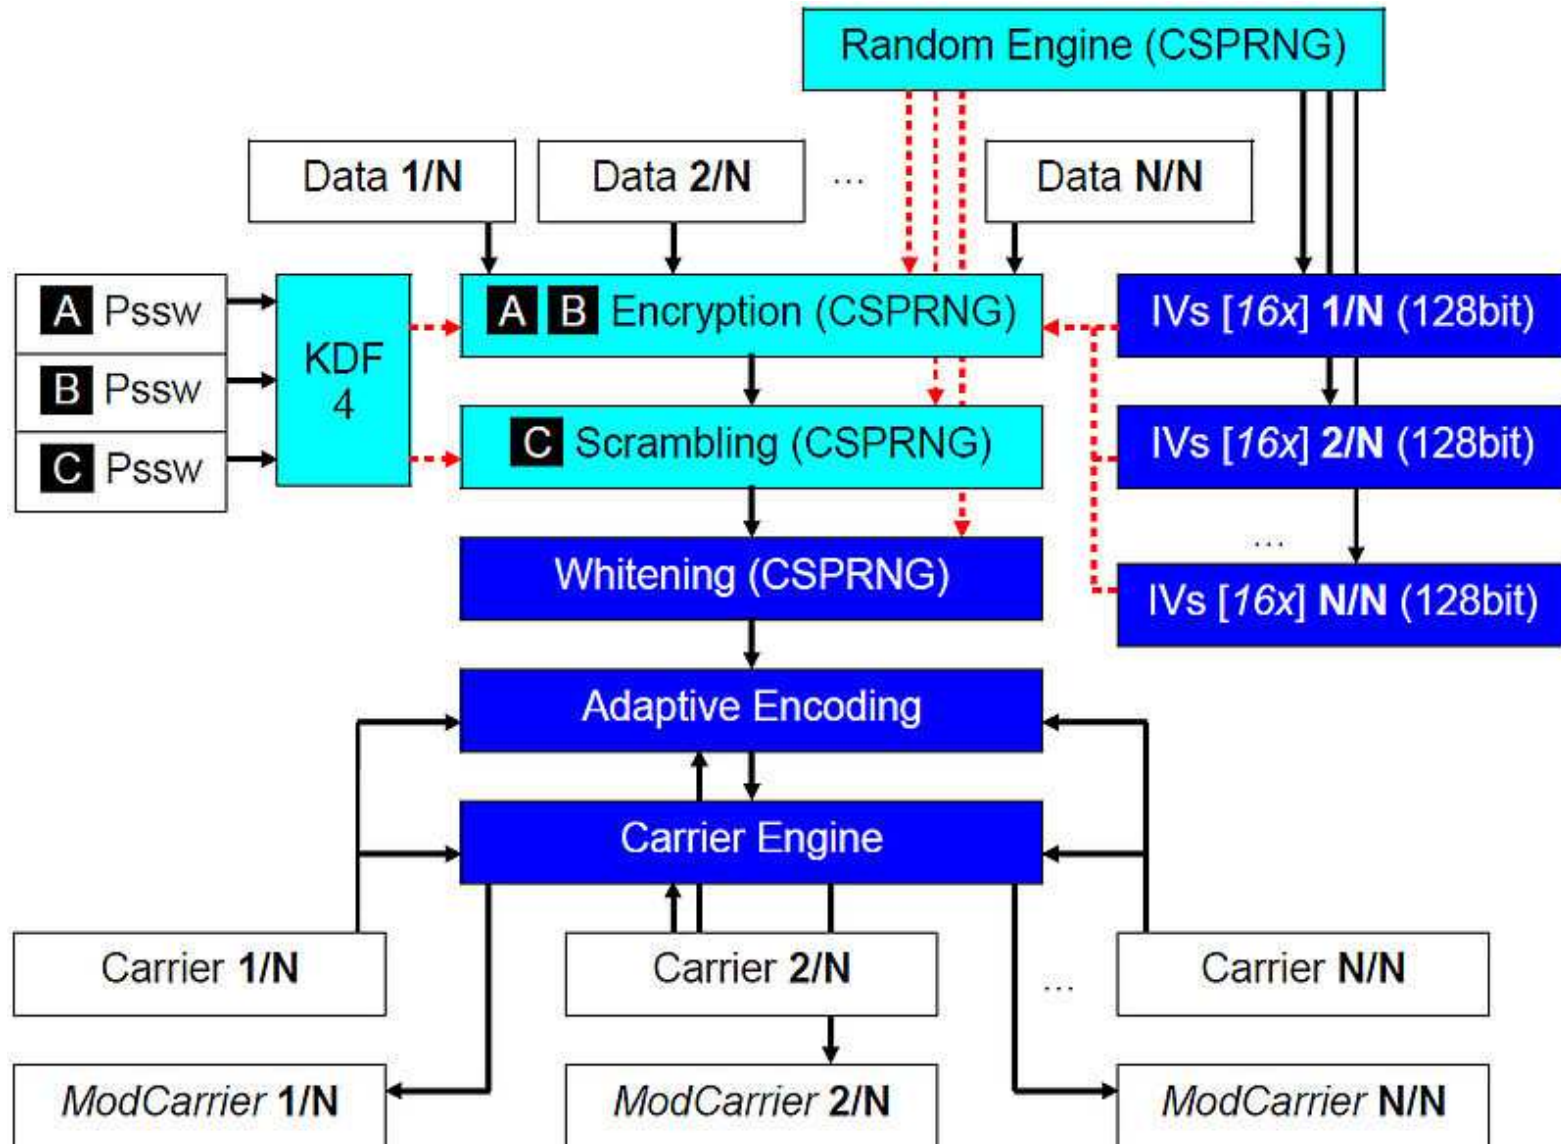 Random Engine (CSPRNG)
Data 1/N
Data 2/N
...
Data N/N
A Pssw
B Pssw
C Pssw
KDF
4
A B Encryption (CSPRNG)
IVs [16x] 1/N (128bit)
C Scrambling (CSPRNG)
IVs [16x] 2/N (128bit)
...
Whitening (CSPRNG)
IVs [16x] N/N (128bit)
Adaptive Encoding
Carrier Engine
Carrier 1/N
Carrier 2/N
...
Carrier N/N
ModCarrier 1/N
ModCarrier 2/N
ModCarrier N/N